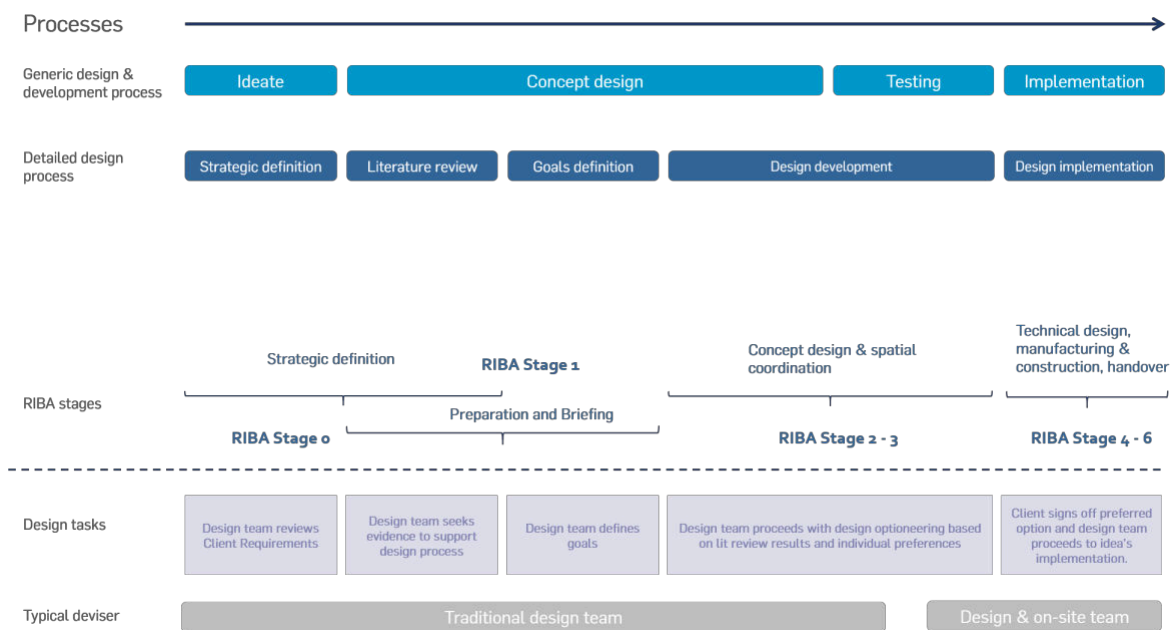 Processes
Generic design &
development process
Ideate
Concept design
Testing
Implementation
Detailed design
process
Strategic definition
Literature review
Goals definition
Design development
Design implementation
RIBA stages
Strategic definition
RIBA Stage 0
RIBA Stage 1
Preparation and Briefing
Concept design & spatial
coordination
RIBA Stage 2 - 3
Technical design,
manufacturing &
construction, handover
RIBA Stage 4 - 6
Design tasks
Design team reviews
Client Requirements
Design team seeks
evidence to support
design process
Design team defines
goals
Design team proceeds with design optioneering based
on lit review results and individual preferences
Client signs off preferred
option and design team
proceeds to idea's
implementation.
Typical deviser
Traditional design team
Design & on-site team